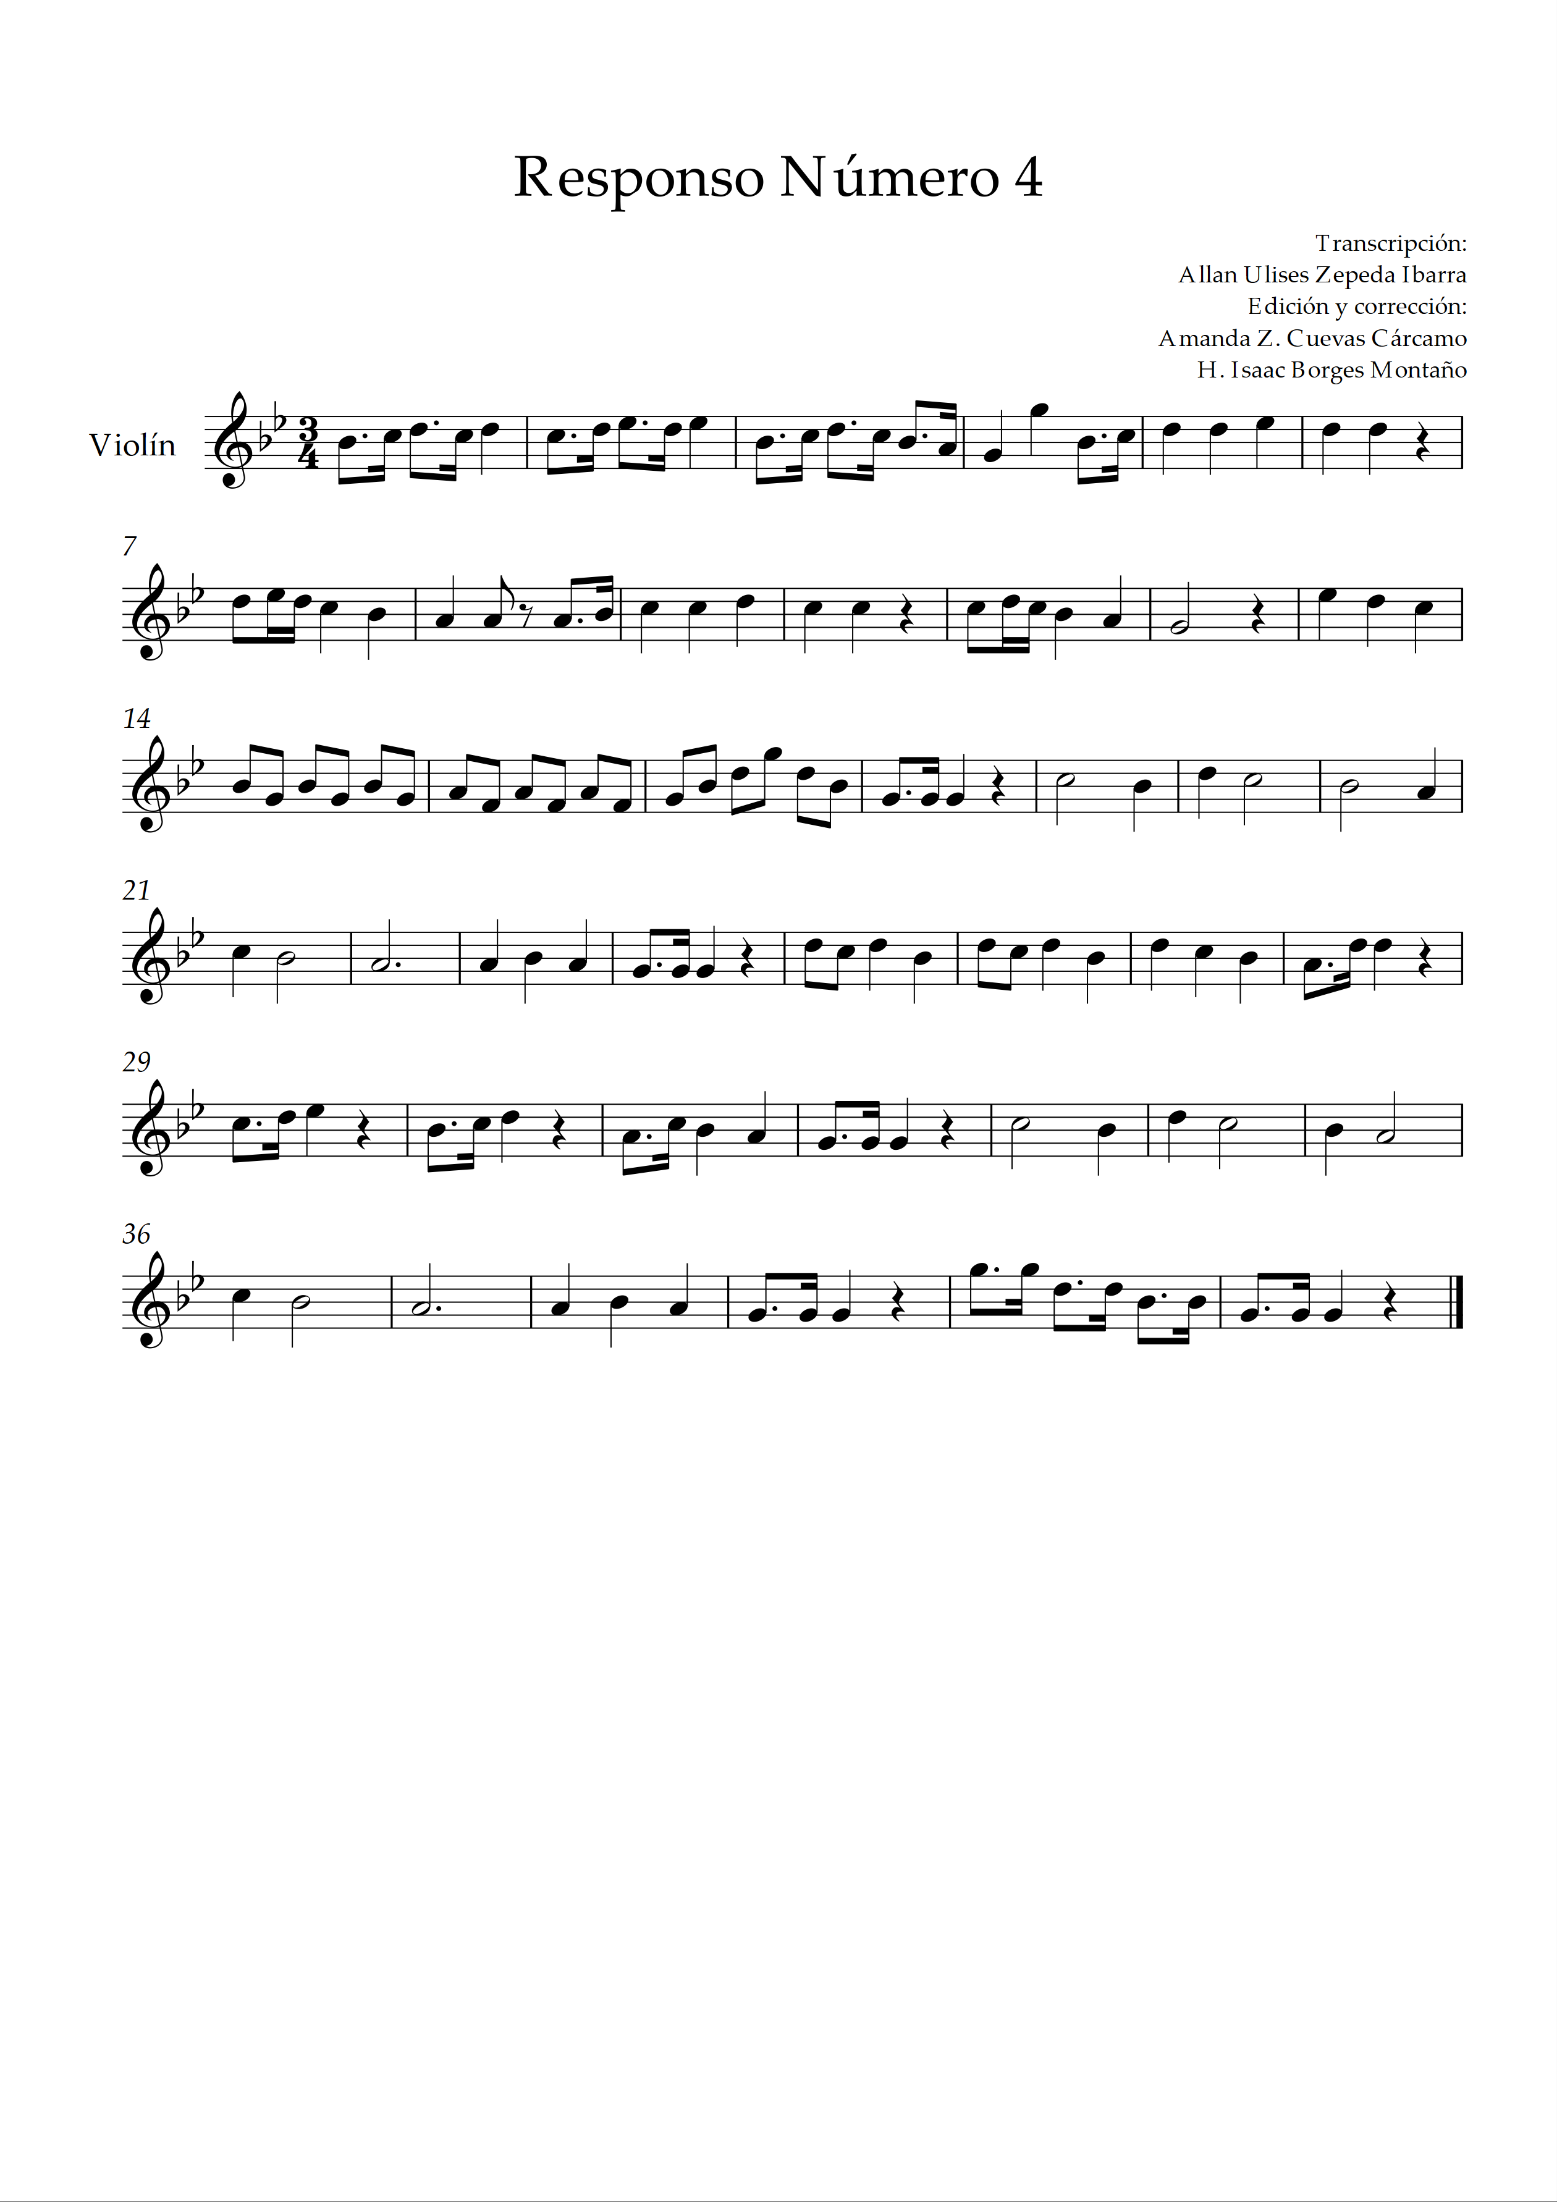 Responso Número 4
Transcripción:
Allan Ulises Zepeda Ibarra
Edición y corrección:
Amanda Z. Cuevas Cárcamo
H. Isaac Borges Montaño
Violín
3
4
7
14
21
29
36